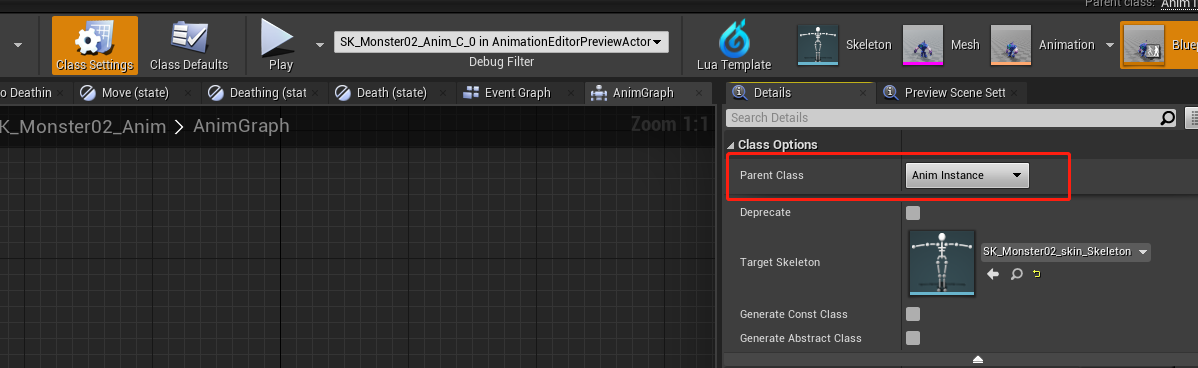 Parent class: Anim I
Class Settings
Class Defaults
Play
SK_Monster02_Anim_C_0 in AnimationEditorPreviewActor
Debug Filter
Lua Template
Skeleton
Mesh
Animation
Blue
o Deathin
Move (state)
Deathing (stat
Death (state)
Event Graph
AnimGraph
Details
Preview Scene Sett
K_Monster02_Anim > AnimGraph
Zoom 1:1
Search Details
Class Options
Parent Class
Anim Instance
Deprecate
Target Skeleton
SK_Monster02_skin_Skeleton
Generate Const Class
Generate Abstract Class